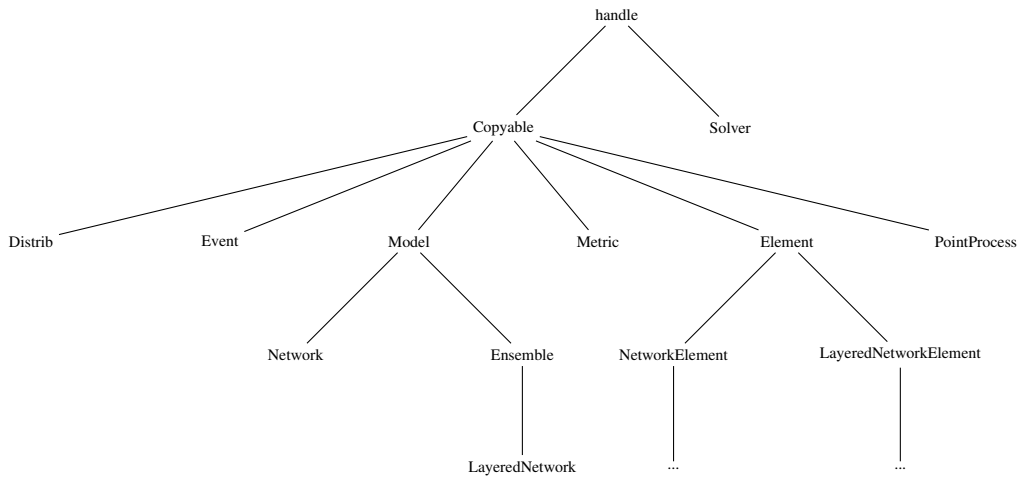 handle
Copyable
Solver
Distrib
Event
Model
Metric
Element
PointProcess
Network
Ensemble
NetworkElement
LayeredNetworkElement
LayeredNetwork
...
...